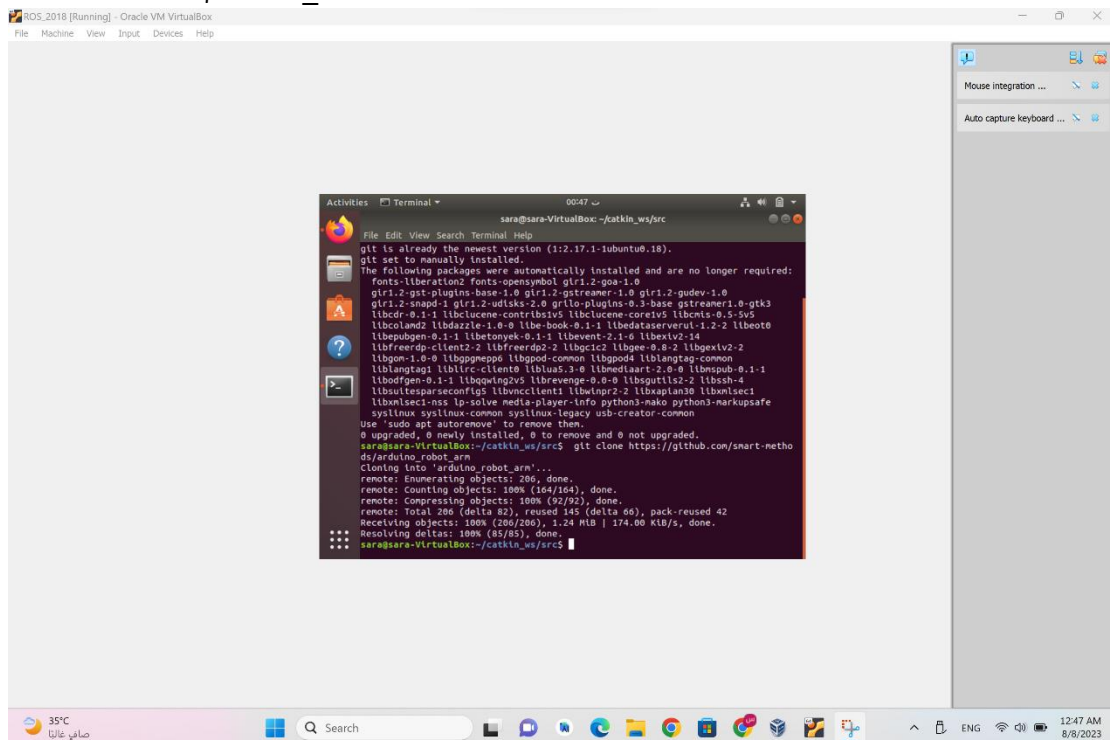 ROS_2018 [Running] - Oracle VM VirtualBox
File Machine View Input Devices Help
Mouse integration ...
Auto capture keyboard ...
Activities Terminal ت 00:47
sara@sara-VirtualBox: ~/catkin_ws/src
File Edit View Search Terminal Help
git is already the newest version (1:2.17.1-1ubuntu0.18).
git set to manually installed.
The following packages were automatically installed and are no longer required:
fonts-liberation2 fonts-opensymbol gir1.2-goa-1.0
gir1.2-gst-plugins-base-1.0 gir1.2-gstreamer-1.0 gir1.2-gudev-1.0
gir1.2-snapd-1 gir1.2-udisks-2.0 grilo-plugins-0.3-base gstreamer1.0-gtk3
libcdr-0.1-1 libclucene-contribs1v5 libclucene-core1v5 libcmis-0.5-5v5
libcolamd2 libdazzle-1.0-0 libe-book-0.1-1 libedataserverui-1.2-2 libeot0
libepubgen-0.1-1 libetonyek-0.1-1 libevent-2.1-6 libexiv2-14
libfreerdp-client2-2 libfreerdp2-2 libgc1c2 libgee-0.8-2 libgexiv2-2
libgom-1.0-0 libgpgmepp6 libgpod-common libgpod4 liblangtag-common
liblangtag1 liblirc-client0 liblua5.3-0 libmediaart-2.0-0 libmspub-0.1-1
libodfgen-0.1-1 libqqwing2v5 librevenge-0.0-0 libsgutils2-2 libssh-4
libsuitesparseconfig5 libvncclient1 libwinpr2-2 libxapian30 libxmlsec1
libxmlsec1-nss lp-solve media-player-info python3-mako python3-markupsafe
syslinux syslinux-common syslinux-legacy usb-creator-common
Use 'sudo apt autoremove' to remove them.
0 upgraded, 0 newly installed, 0 to remove and 0 not upgraded.
sara@sara-VirtualBox:~/catkin_ws/src$ git clone https://github.com/smart-metho
ds/arduino_robot_arm
Cloning into 'arduino_robot_arm'...
remote: Enumerating objects: 206, done.
remote: Counting objects: 100% (164/164), done.
remote: Compressing objects: 100% (92/92), done.
remote: Total 206 (delta 82), reused 145 (delta 66), pack-reused 42
Receiving objects: 100% (206/206), 1.24 MiB | 174.00 KiB/s, done.
Resolving deltas: 100% (85/85), done.
sara@sara-VirtualBox:~/catkin_ws/src$
35°C
صافٍ غالبًا
Search
ENG
12:47 AM
8/8/2023